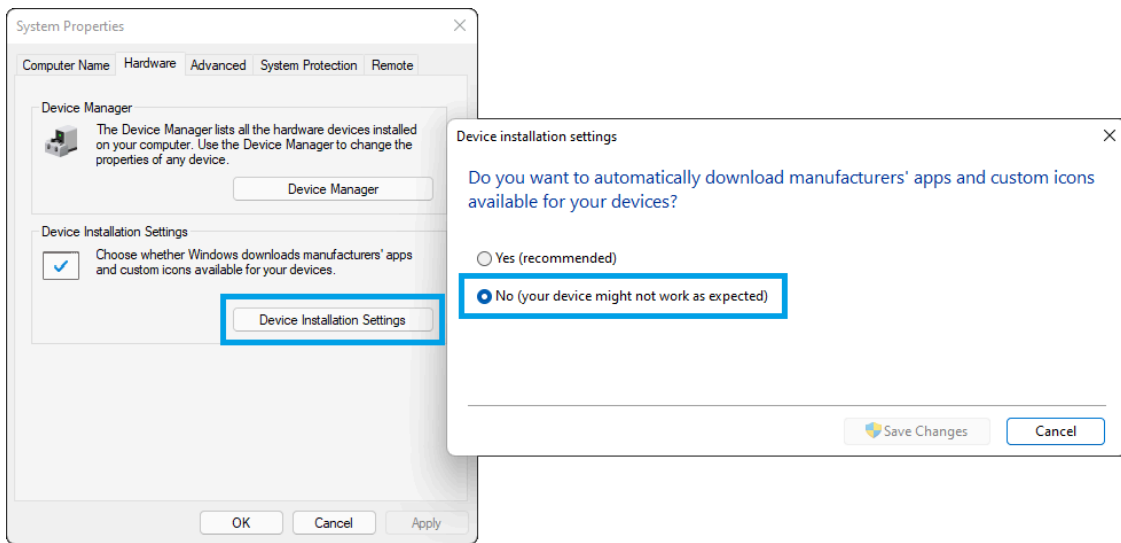 System Properties
Computer Name Hardware Advanced System Protection Remote
Device Manager
The Device Manager lists all the hardware devices installed
on your computer. Use the Device Manager to change the
properties of any device.
Device Manager
Device Installation Settings
Choose whether Windows downloads manufacturers' apps
and custom icons available for your devices.
Device Installation Settings
OK Cancel Apply
Device installation settings
Do you want to automatically download manufacturers' apps and custom icons
available for your devices?
Yes (recommended)
No (your device might not work as expected)
Save Changes Cancel